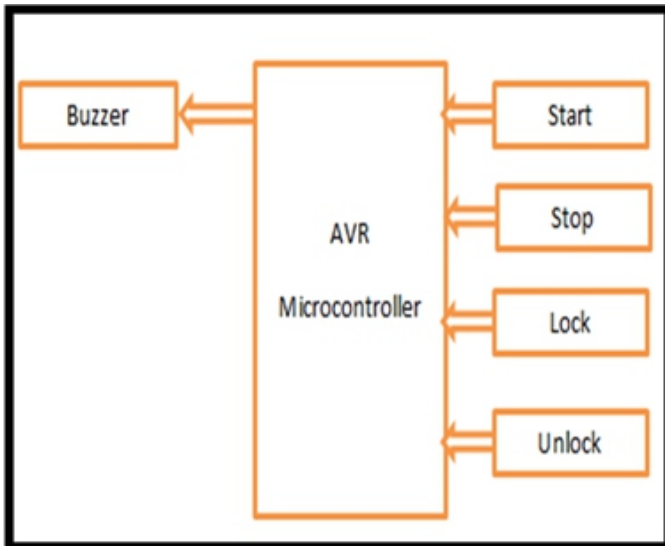 Buzzer
Start
Stop
AVR
Microcontroller
Lock
Unlock